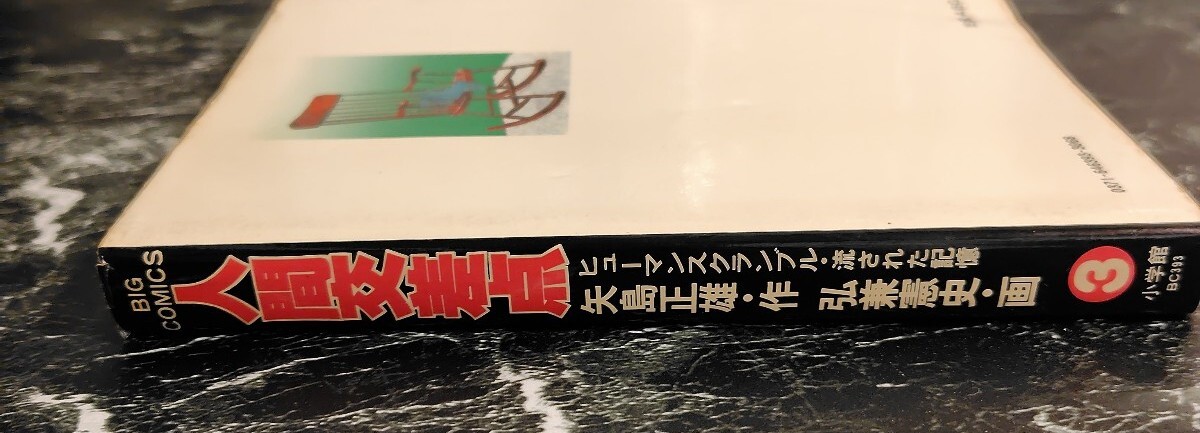 BIG
COMICS
人間交差点
ヒューマンスクランブル・流された記憶
矢島正雄・作 弘兼憲史・画
3
小学館
BC393